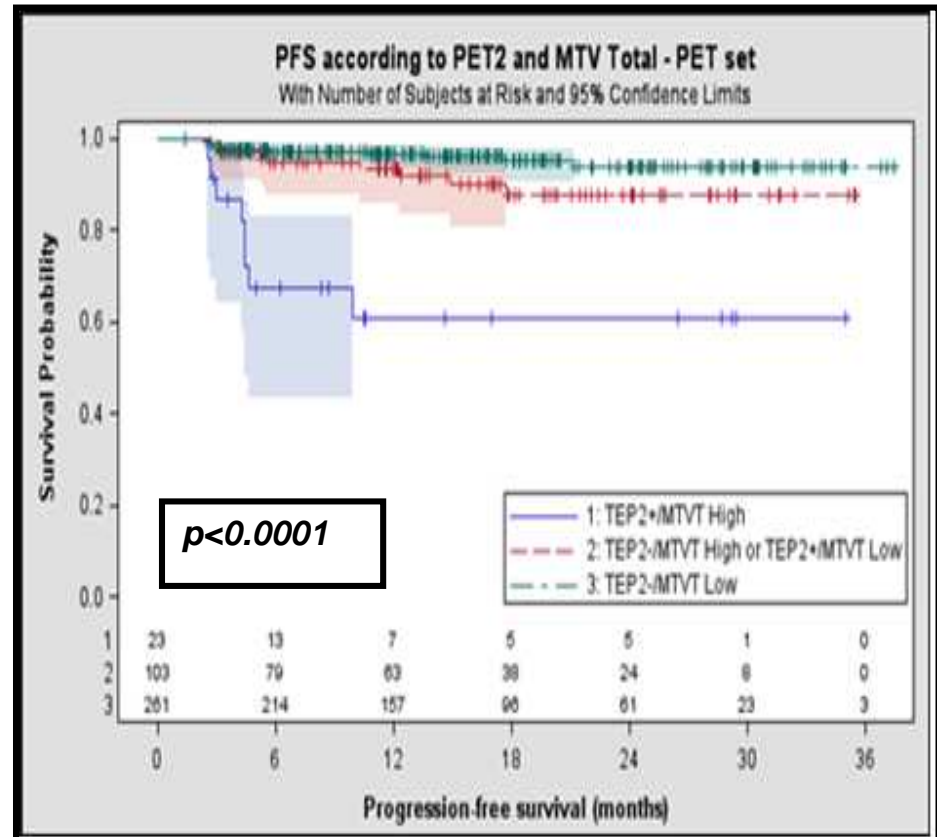 PFS according to PET2 and MTV Total - PET set
With Number of Subjects at Risk and 95% Confidence Limits
Survival Probability
1.0
0.8
0.6
0.4
0.2
0.0
p<0.0001
1: TEP2+/MTVT High
2: TEP2-/MTVT High or TEP2+/MTVT Low
3: TEP2-/MTVT Low
1 23 13 7 5 5 1 0
2 103 79 63 38 24 8 0
3 261 214 157 96 61 23 3
0 6 12 18 24 30 36
Progression-free survival (months)